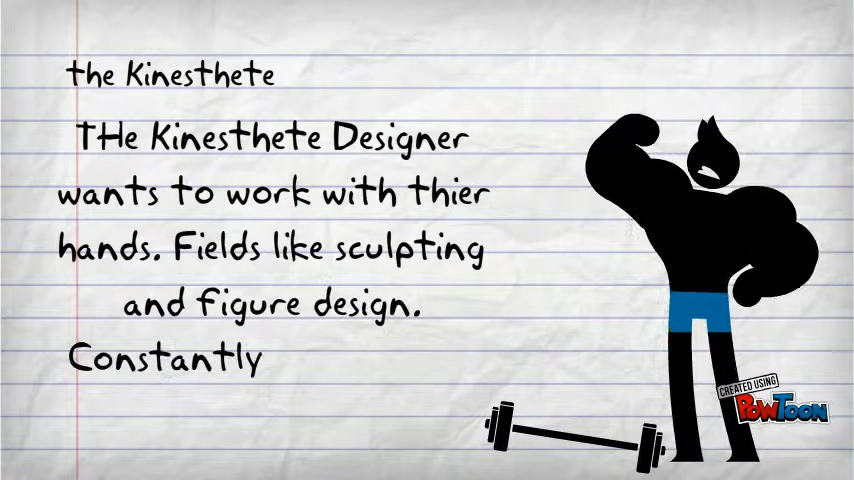 the Kinesthete
THe Kinesthete Designer
wants to work with thier
hands. Fields like sculpting
and figure design.
Constantly
CREATED USING
POWTOON